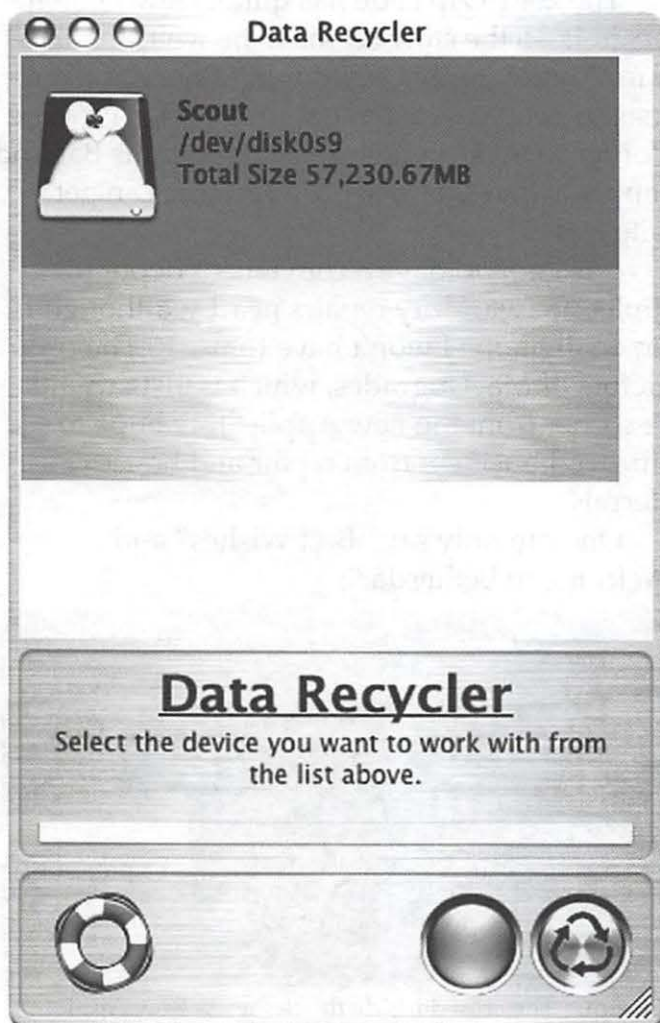 Data Recycler
Scout
/dev/disk0s9
Total Size 57,230.67MB
Data Recycler
Select the device you want to work with from
the list above.